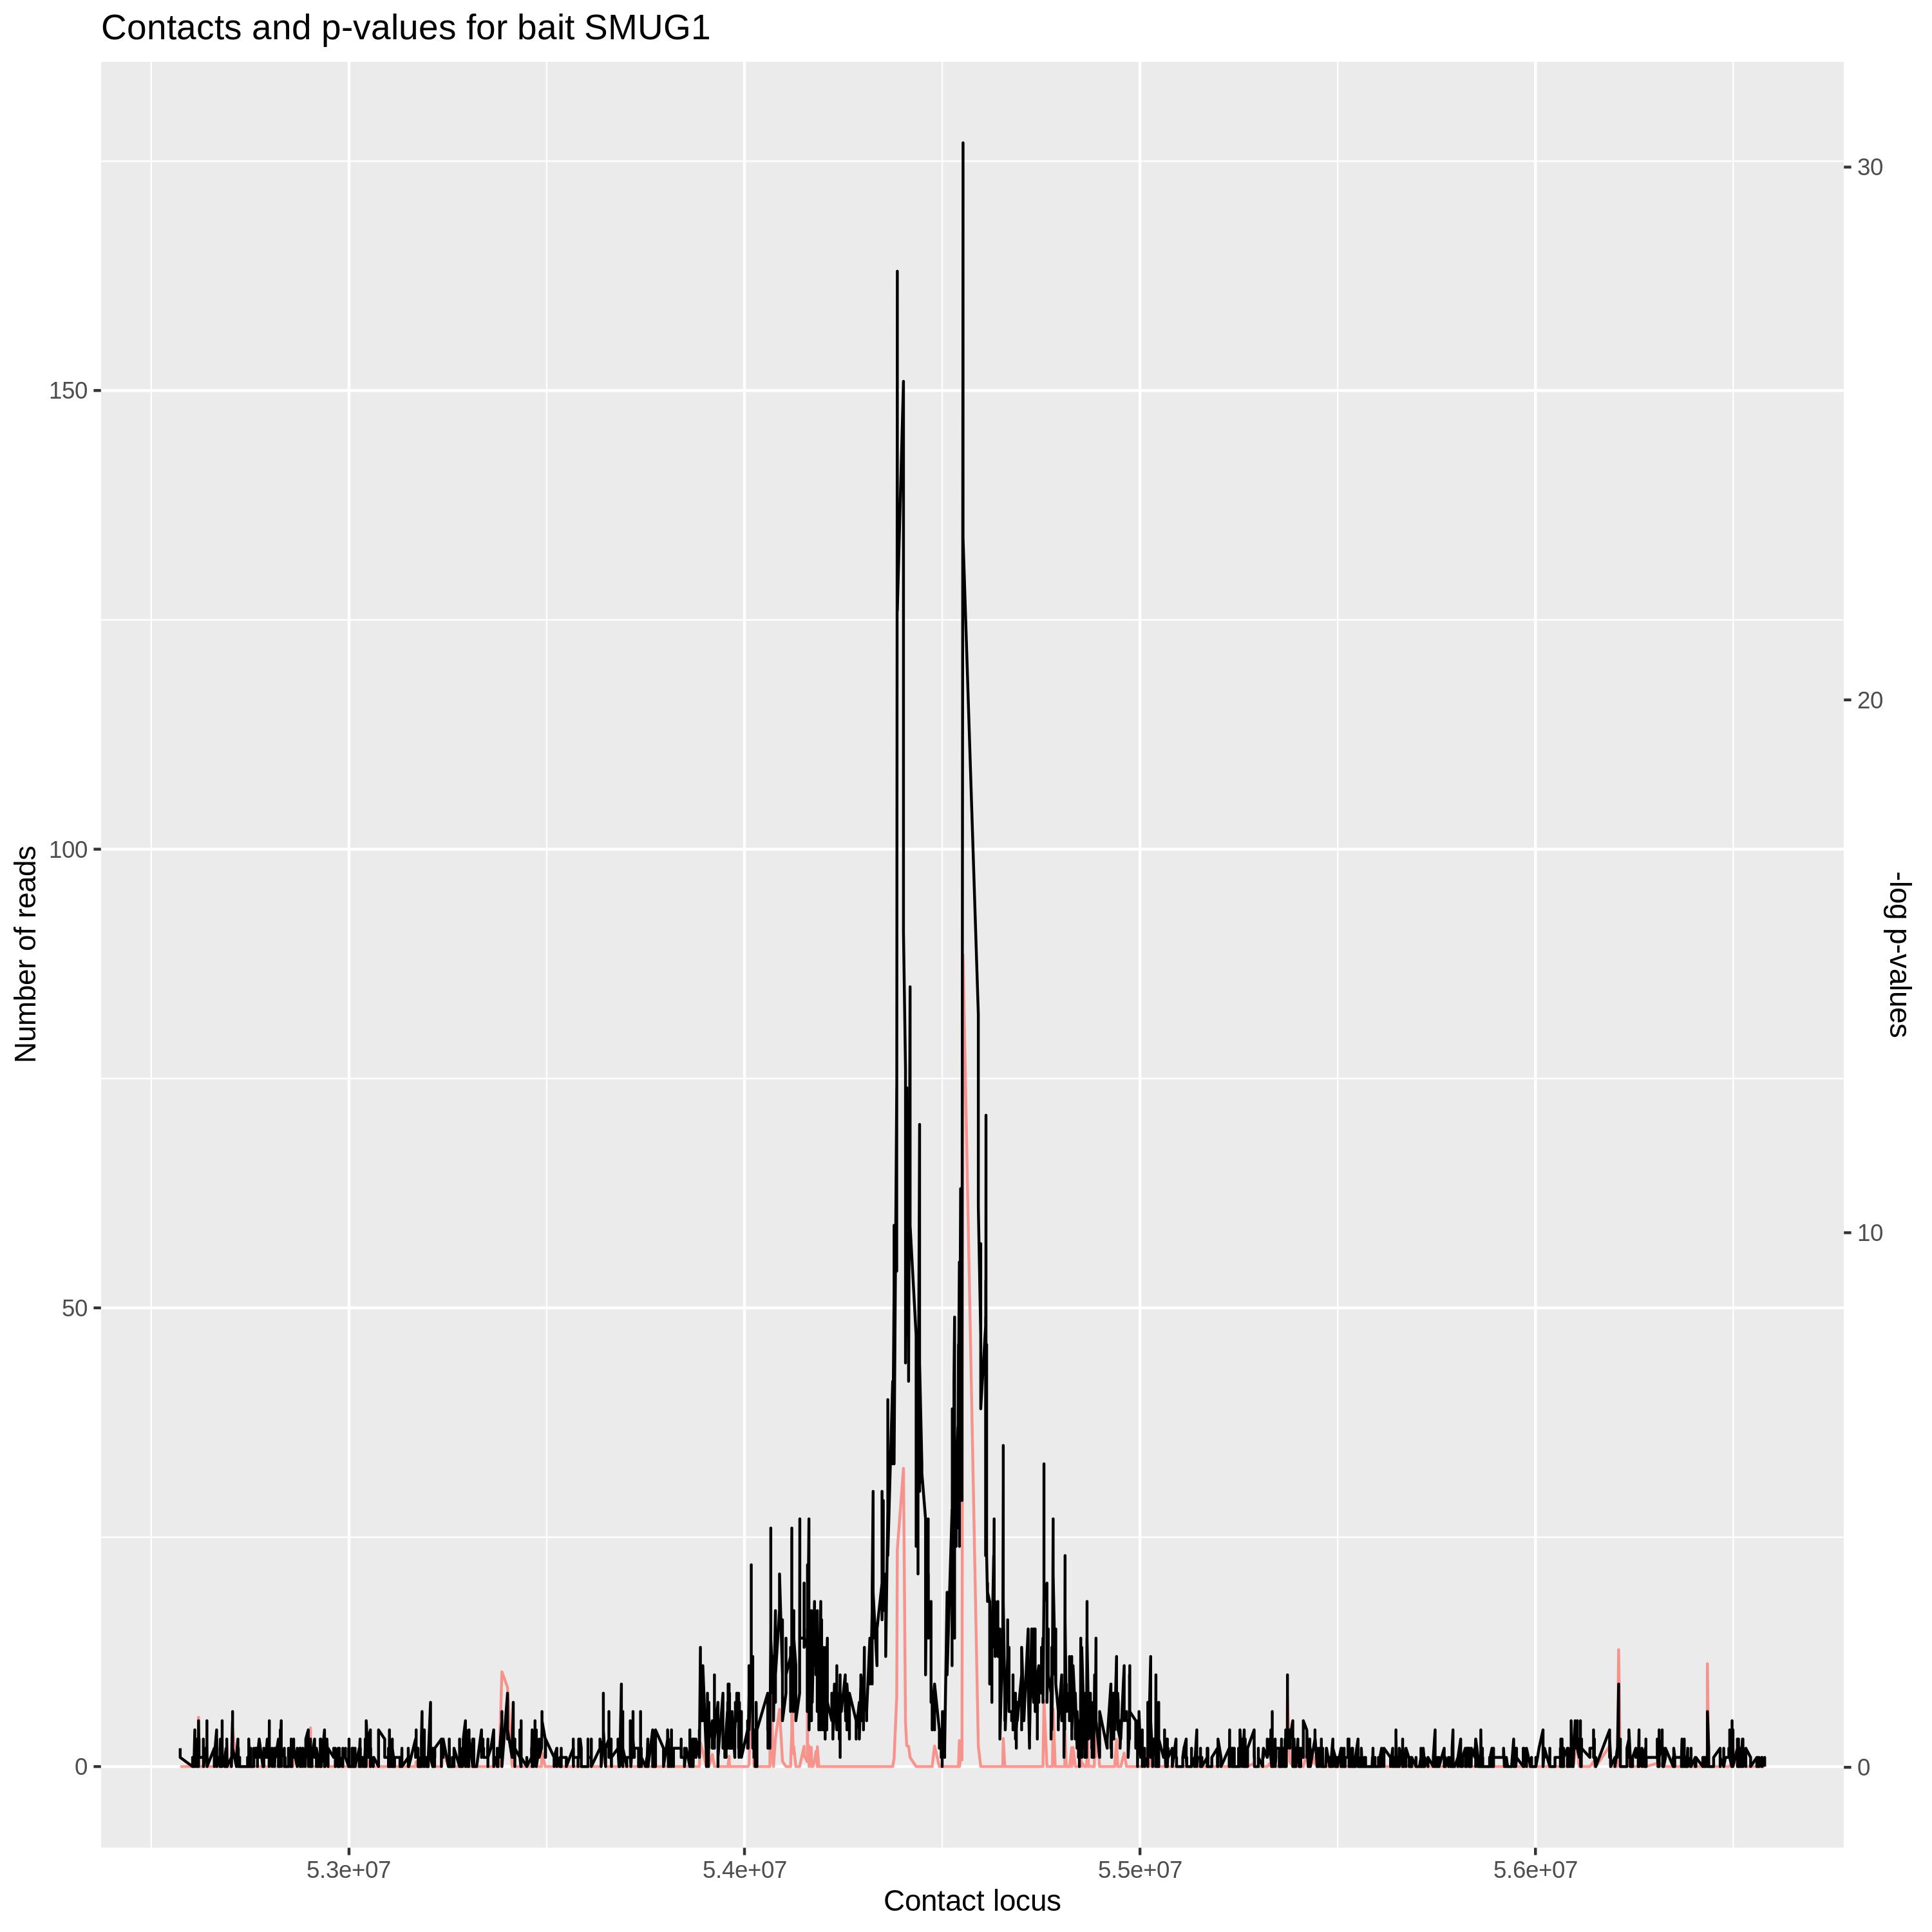 Contacts and p-values for bait SMUG1
30
150
20
100
Number of reads
-log p-values
10
50
0
0
5.3e+07
5.4e+07
5.5e+07
5.6e+07
Contact locus